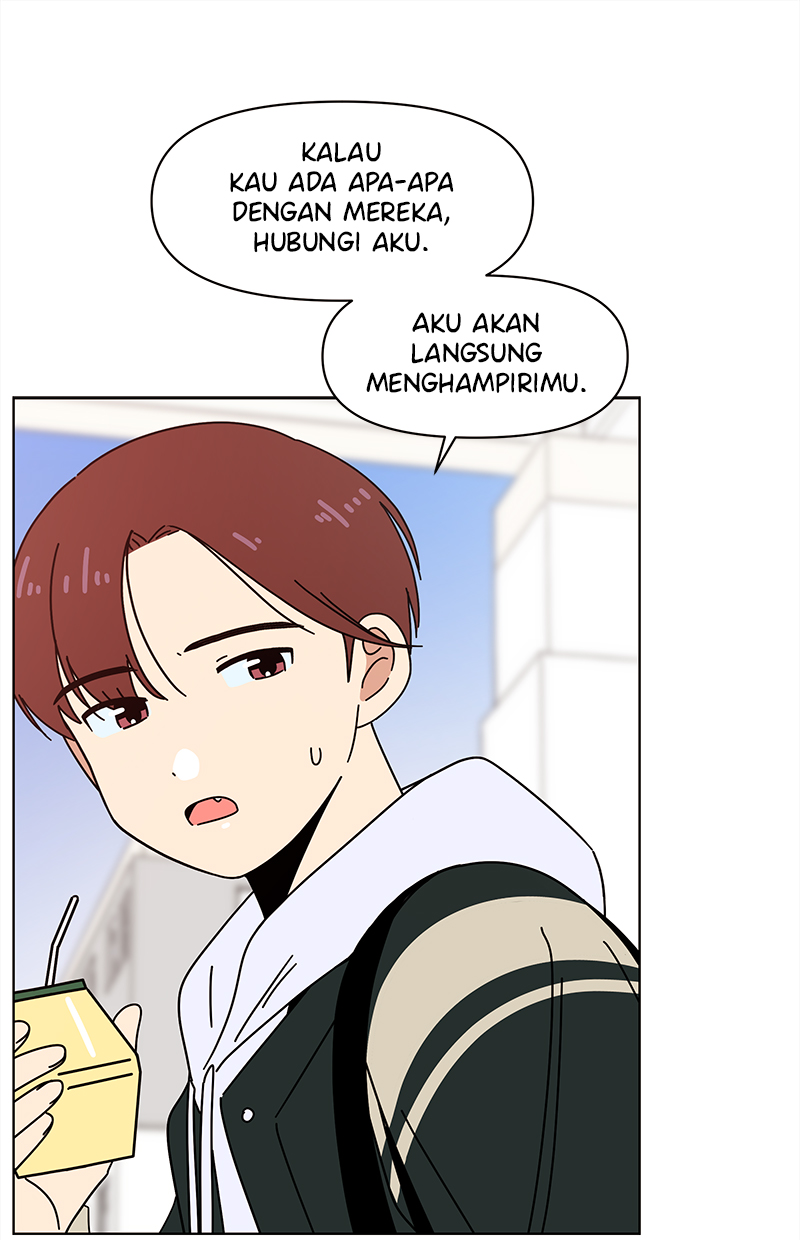 KALAU
KAU ADA APA-APA
DENGAN MEREKA,
HUBUNGI AKU.
AKU AKAN
LANGSUNG
MENGHAMPIRIMU.